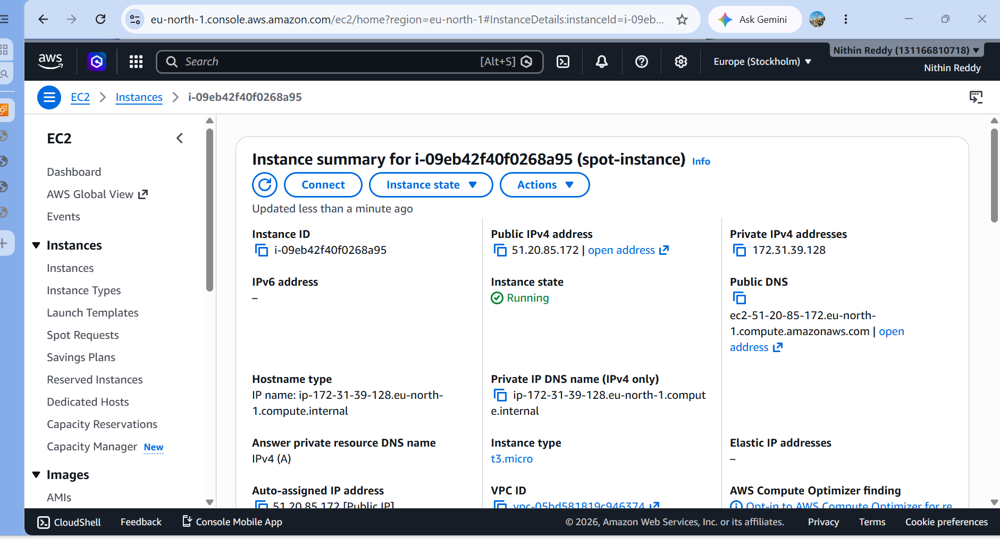 eu-north-1.console.aws.amazon.com/ec2/home?region=eu-north-1#InstanceDetails:instanceId=i-09eb...
Ask Gemini
aws
Search
[Alt+S]
Europe (Stockholm)
Nithin Reddy (131166810718)
Nithin Reddy
EC2
Instances
i-09eb42f40f0268a95
EC2
Dashboard
AWS Global View
Events
Instances
Instances
Instance Types
Launch Templates
Spot Requests
Savings Plans
Reserved Instances
Dedicated Hosts
Capacity Reservations
Capacity Manager New
Images
AMIs
Instance summary for i-09eb42f40f0268a95 (spot-instance) Info
Connect
Instance state
Actions
Updated less than a minute ago
Instance ID
i-09eb42f40f0268a95
Public IPv4 address
51.20.85.172 | open address
Private IPv4 addresses
172.31.39.128
IPv6 address
–
Instance state
Running
Public DNS
ec2-51-20-85-172.eu-north-
1.compute.amazonaws.com | open
address
Hostname type
IP name: ip-172-31-39-128.eu-north-
1.compute.internal
Private IP DNS name (IPv4 only)
ip-172-31-39-128.eu-north-1.comput
e.internal
Answer private resource DNS name
IPv4 (A)
Instance type
t3.micro
Elastic IP addresses
–
Auto-assigned IP address
51.20.85.172 [Public IP]
VPC ID
vpc-05bd581819c946374
AWS Compute Optimizer finding
Opt-in to AWS Compute Optimizer for re
CloudShell
Feedback
Console Mobile App
© 2026, Amazon Web Services, Inc. or its affiliates.
Privacy
Terms
Cookie preferences